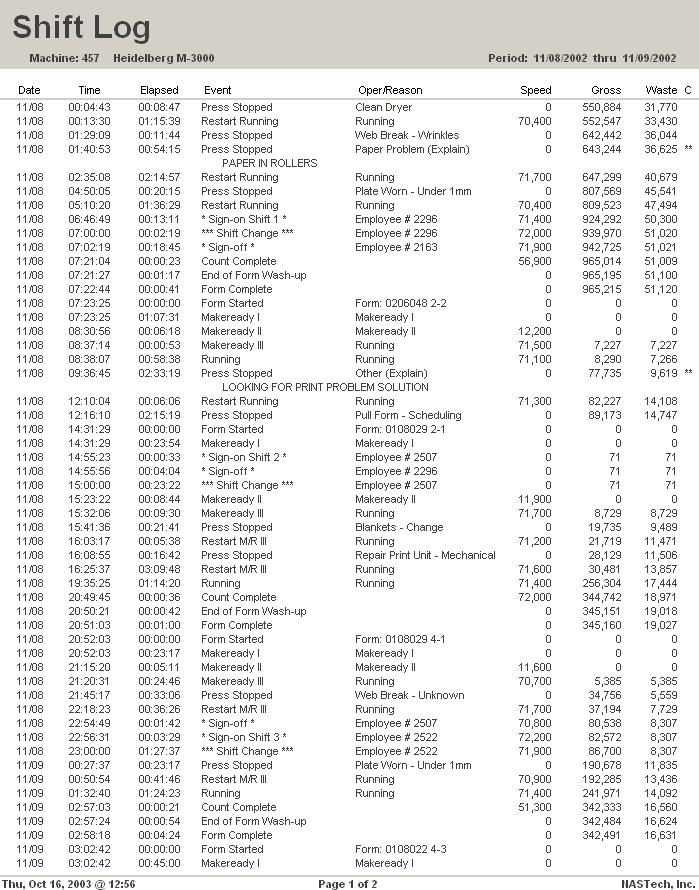 Shift Log
Machine: 457 Heidelberg M-3000 Period: 11/08/2002 thru 11/09/2002
Date Time Elapsed Event Oper/Reason Speed Gross Waste C
11/08 00:04:43 00:08:47 Press Stopped Clean Dryer 0 550,884 31,770
11/08 00:13:30 01:15:39 Restart Running Running 70,400 552,547 33,430
11/08 01:29:09 00:11:44 Press Stopped Web Break - Wrinkles 0 642,442 36,044
11/08 01:40:53 00:54:15 Press Stopped Paper Problem (Explain) 0 643,244 36,625 **
PAPER IN ROLLERS
11/08 02:35:08 02:14:57 Restart Running Running 71,700 647,299 40,679
11/08 04:50:05 00:20:15 Press Stopped Plate Worn - Under 1mm 0 807,569 45,541
11/08 05:10:20 01:36:29 Restart Running Running 70,400 809,523 47,494
11/08 06:46:49 00:13:11 * Sign-on Shift 1 * Employee # 2296 71,400 924,292 50,300
11/08 07:00:00 00:02:19 *** Shift Change *** Employee # 2296 72,000 939,970 51,020
11/08 07:02:19 00:18:45 * Sign-off * Employee # 2163 71,900 942,725 51,021
11/08 07:21:04 00:00:23 Count Complete 56,900 965,014 51,009
11/08 07:21:27 00:01:17 End of Form Wash-up 0 965,195 51,100
11/08 07:22:44 00:00:41 Form Complete 0 965,215 51,120
11/08 07:23:25 00:00:00 Form Started Form: 0206048 2-2 0 0 0
11/08 07:23:25 01:07:31 Makeready I Makeready I 0 0 0
11/08 08:30:56 00:06:18 Makeready II Makeready II 12,200 0 0
11/08 08:37:14 00:00:53 Makeready III Running 71,500 7,227 7,227
11/08 08:38:07 00:58:38 Running Running 71,100 8,290 7,266
11/08 09:36:45 02:33:19 Press Stopped Other (Explain) 0 77,735 9,619 **
LOOKING FOR PRINT PROBLEM SOLUTION
11/08 12:10:04 00:06:06 Restart Running Running 71,300 82,227 14,108
11/08 12:16:10 02:15:19 Press Stopped Pull Form - Scheduling 0 89,173 14,747
11/08 14:31:29 00:00:00 Form Started Form: 0108029 2-1 0 0 0
11/08 14:31:29 00:23:54 Makeready I Makeready I 0 0 0
11/08 14:55:23 00:00:33 * Sign-on Shift 2 * Employee # 2507 0 71 71
11/08 14:55:56 00:04:04 * Sign-off * Employee # 2296 0 71 71
11/08 15:00:00 00:23:22 *** Shift Change *** Employee # 2507 0 71 71
11/08 15:23:22 00:08:44 Makeready II Makeready II 11,900 0 0
11/08 15:32:06 00:09:30 Makeready III Running 71,700 8,729 8,729
11/08 15:41:36 00:21:41 Press Stopped Blankets - Change 0 19,735 9,489
11/08 16:03:17 00:05:38 Restart M/R III Running 71,200 21,719 11,471
11/08 16:08:55 00:16:42 Press Stopped Repair Print Unit - Mechanical 0 28,129 11,506
11/08 16:25:37 03:09:48 Restart M/R III Running 71,600 30,481 13,857
11/08 19:35:25 01:14:20 Running Running 71,400 256,304 17,444
11/08 20:49:45 00:00:36 Count Complete 72,000 344,742 18,971
11/08 20:50:21 00:00:42 End of Form Wash-up 0 345,151 19,018
11/08 20:51:03 00:01:00 Form Complete 0 345,160 19,027
11/08 20:52:03 00:00:00 Form Started Form: 0108029 4-1 0 0 0
11/08 20:52:03 00:23:17 Makeready I Makeready I 0 0 0
11/08 21:15:20 00:05:11 Makeready II Makeready II 11,600 0 0
11/08 21:20:31 00:24:46 Makeready III Running 70,700 5,385 5,385
11/08 21:45:17 00:33:06 Press Stopped Web Break - Unknown 0 34,756 5,559
11/08 22:18:23 00:36:26 Restart M/R III Running 71,700 37,194 7,729
11/08 22:54:49 00:01:42 * Sign-off * Employee # 2507 70,800 80,538 8,307
11/08 22:56:31 00:03:29 * Sign-on Shift 3 * Employee # 2522 72,200 82,572 8,307
11/08 23:00:00 01:27:37 *** Shift Change *** Employee # 2522 71,900 86,700 8,307
11/09 00:27:37 00:23:17 Press Stopped Plate Worn - Under 1mm 0 190,678 11,835
11/09 00:50:54 00:41:46 Restart M/R III Running 70,900 192,285 13,436
11/09 01:32:40 01:24:23 Running Running 71,400 241,971 14,092
11/09 02:57:03 00:00:21 Count Complete 51,300 342,333 16,560
11/09 02:57:24 00:00:54 End of Form Wash-up 0 342,484 16,624
11/09 02:58:18 00:04:24 Form Complete 0 342,491 16,631
11/09 03:02:42 00:00:00 Form Started Form: 0108022 4-3 0 0 0
11/09 03:02:42 00:45:00 Makeready I Makeready I 0 0 0
Thu, Oct 16, 2003 @ 12:56 Page 1 of 2 NASTech, Inc.